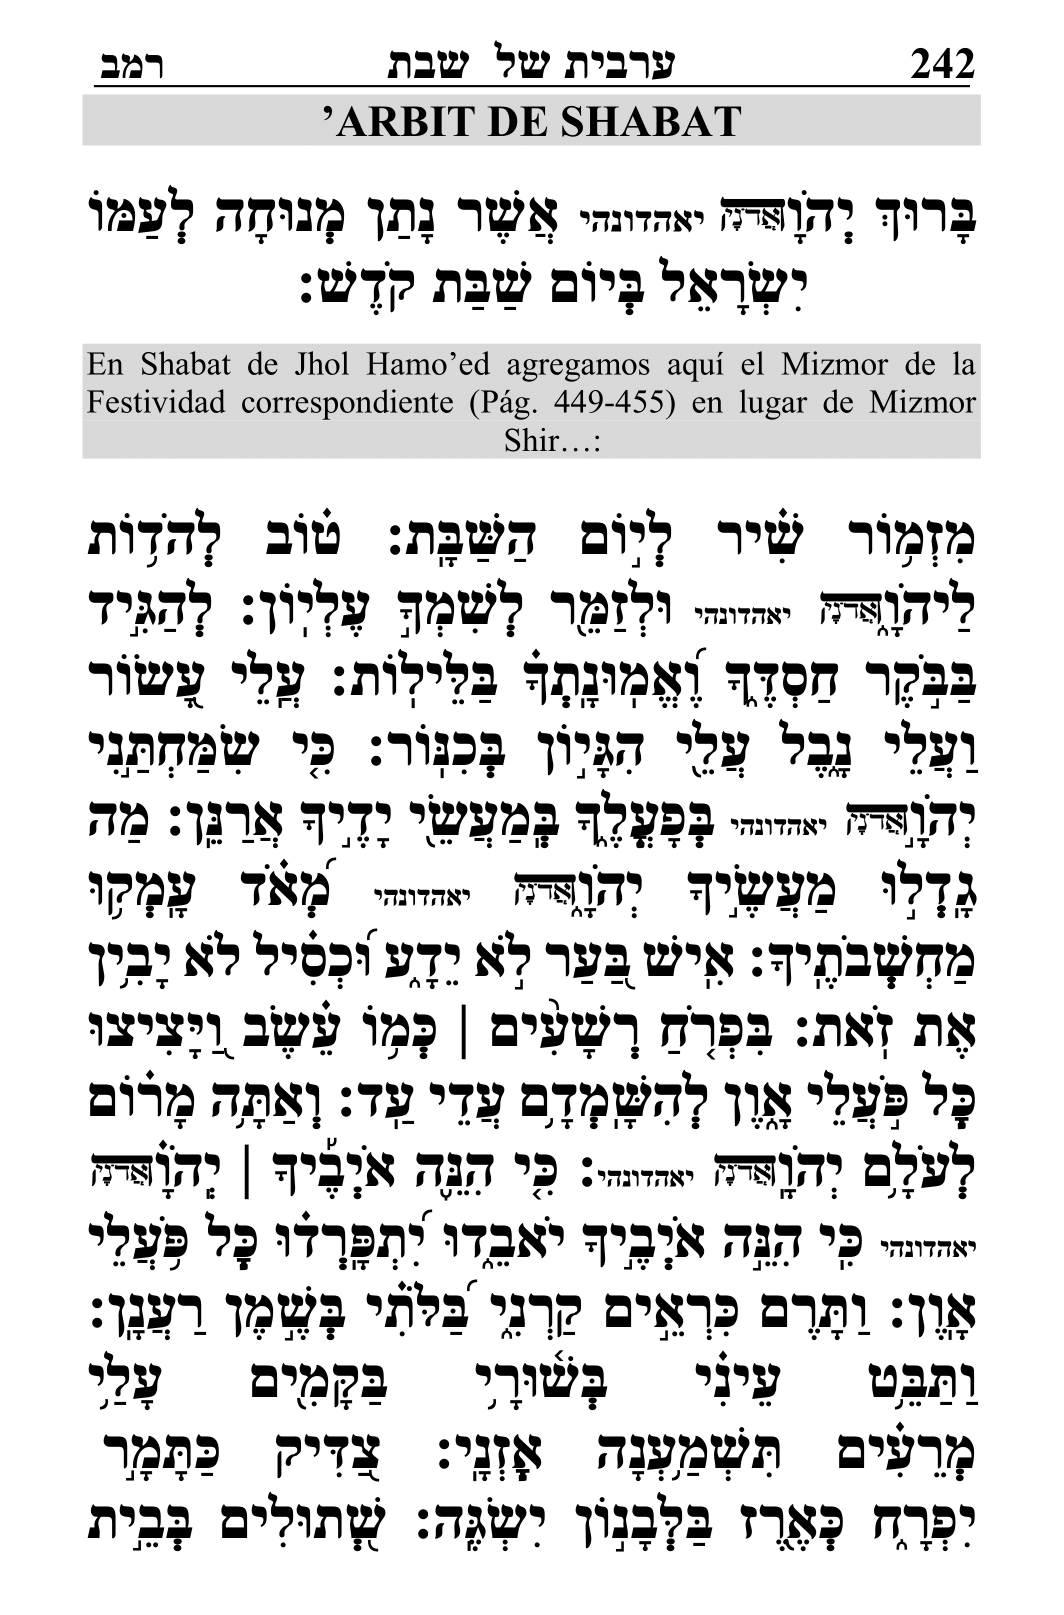 242 ערבית של שבת רמב
’ARBIT DE SHABAT
בָּרוּךְ יְהֹוָאֲדֹנָיָ יאהדונהי אֲשֶׁר נָתַן מְנוּחָה לְעַמּוֹ
יִשְׂרָאֵל בְּיוֹם שַׁבַּת קֹדֶשׁ:
En Shabat de Jhol Hamo’ed agregamos aquí el Mizmor de la
Festividad correspondiente (Pág. 449-455) en lugar de Mizmor
Shir…:
מִזְמ֥וֹר שִׁ֗יר לְי֣וֹם הַשַּׁבָּֽת: ט֗וֹב לְהֹד֥וֹת
לַיהֹוָ֑אֲדֹנָיָ יאהדונהי וּלְזַמֵּ֖ר לְשִׁמְךָ֣ עֶלְיֽוֹן: לְהַגִּ֣יד
בַּבֹּ֣קֶר חַסְדֶּ֑ךָ וֶ֝אֱמֽוּנָתְךָ֗ בַּלֵּילֽוֹת: עֲֽלֵי עָ֭שׂוֹר
וַעֲלֵי נָ֑בֶל עֲלֵ֖י הִגָּי֣וֹן בְּכִנּֽוֹר: כִּ֤י שִׂמַּחְתַּ֣נִי
יְהֹוָ֣אֲדֹנָיָ יאהדונהי בְּפׇעֳלֶ֑ךָ בְּֽמַעֲשֵׂ֖י יָדֶ֣יךָ אֲרַנֵּֽן: מַה
גָּדְל֣וּ מַעֲשֶׂ֣יךָ יְהֹוָ֑אֲדֹנָיָ יאהדונהי מְ֝אֹ֗ד עָמְק֥וּ
מַחְשְׁבֹתֶֽיךָ: אִֽישׁ בַּ֭עַר לֹ֣א יֵדָ֑ע וּ֝כְסִ֗יל לֹא יָבִ֥ין
אֶת זֹֽאת: בִּפְרֹ֤חַ רְשָׁעִ֨ים | כְּמ֥וֹ עֵ֗שֶׂב וַ֭יָּצִיצוּ
כׇּל פֹּ֣עֲלֵי אָ֑וֶן לְהִשָּׁמְדָ֥ם עֲדֵי עַֽד: וְאַתָּ֥ה מָר֗וֹם
לְעֹלָ֥ם יְהֹוָֽאֲדֹנָיָ יאהדונהי: כִּ֤י הִנֵּ֪ה אֹיְבֶ֡יךָ | יְֽהֹוָ֗אֲדֹנָיָ
יאהדונהי כִּֽי הִנֵּ֣ה אֹיְבֶ֣יךָ יֹאבֵ֑דוּ יִ֝תְפָּרְד֗וּ כׇּל פֹּ֥עֲלֵי
אָֽוֶן: וַתָּ֣רֶם כִּרְאֵ֣ים קַרְנִ֑י בַּ֝לֹּתִ֗י בְּשֶׁ֣מֶן רַעֲנָֽן:
וַתַּבֵּ֥ט עֵינִ֗י בְּשׁ֫וּרָ֥י בַּקָּמִ֖ים עָלַ֥י
מְרֵעִ֗ים תִּשְׁמַ֥עְנָה אׇזְנָֽי: צַ֭דִּיק כַּתָּמָ֣ר
יִפְרָ֑ח כְּאֶ֖רֶז בַּלְּבָנ֣וֹן יִשְׂגֶּֽה: שְׁ֭תוּלִים בְּבֵ֣ית